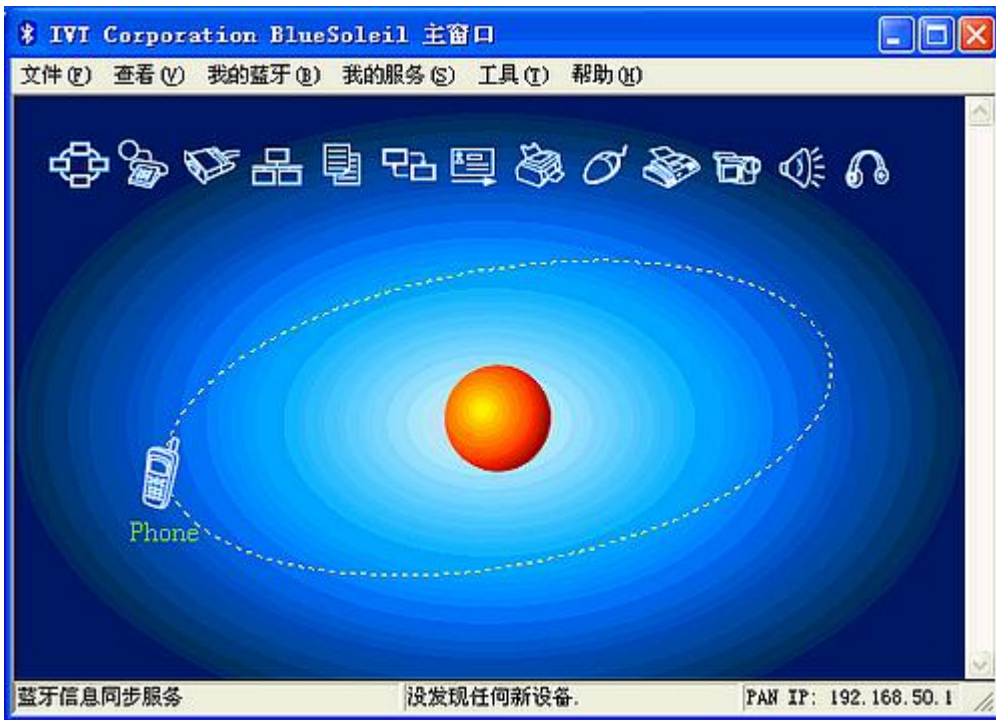 IVT Corporation BlueSoleil 主窗口
文件(F) 查看(V) 我的蓝牙(B) 我的服务(S) 工具(T) 帮助(H)
Phone
蓝牙信息同步服务 没发现任何新设备. PAN IP: 192.168.50.1